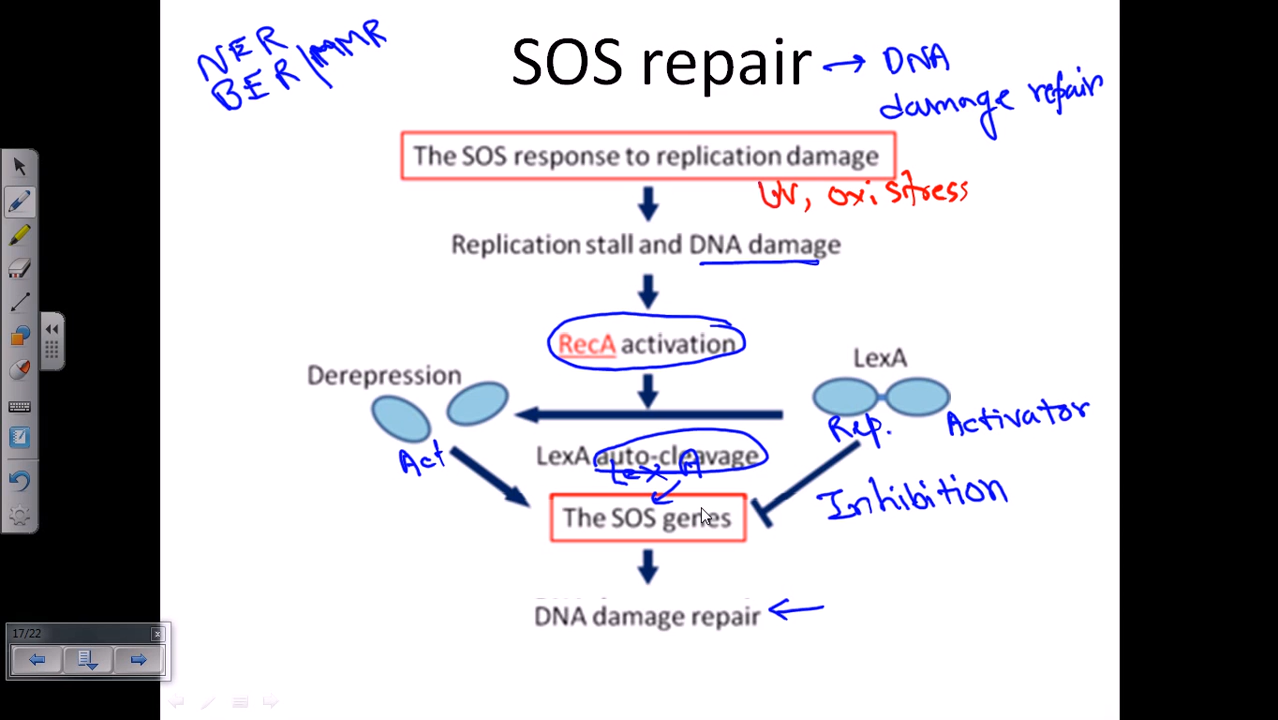 NER
BER/MMR
SOS repair
→ DNA
damage repair
The SOS response to replication damage
UV, oxi stress
Replication stall and DNA damage
RecA activation
Derepression
LexA
Rep.
Activator
Act
LexA auto-cleavage
Lex A
Inhibition
The SOS genes
DNA damage repair ←
17/22